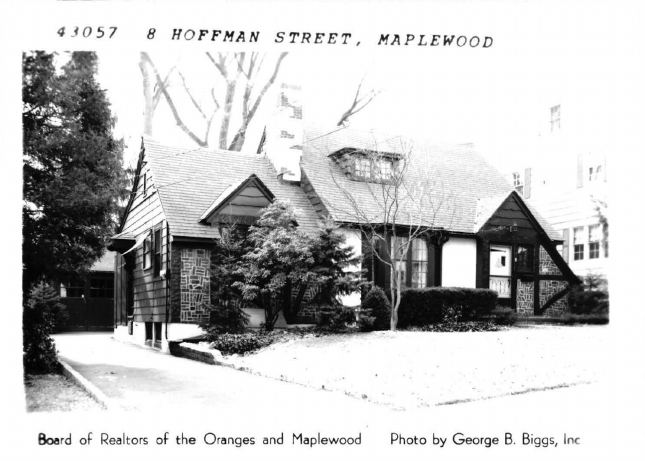 43057 8 HOFFMAN STREET, MAPLEWOOD
Board of Realtors of the Oranges and Maplewood Photo by George B. Biggs, Inc